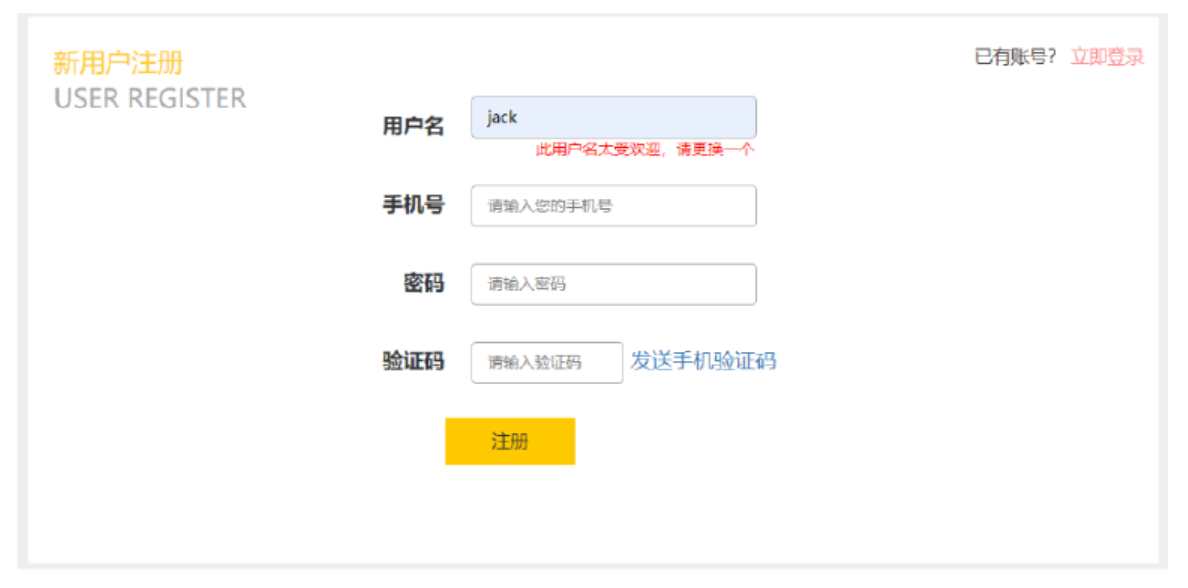 新用户注册
USER REGISTER
已有账号? 立即登录
用户名 jack
此用户名太受欢迎, 请更换一个
手机号 请输入您的手机号
密码 请输入密码
验证码 请输入验证码 发送手机验证码
注册